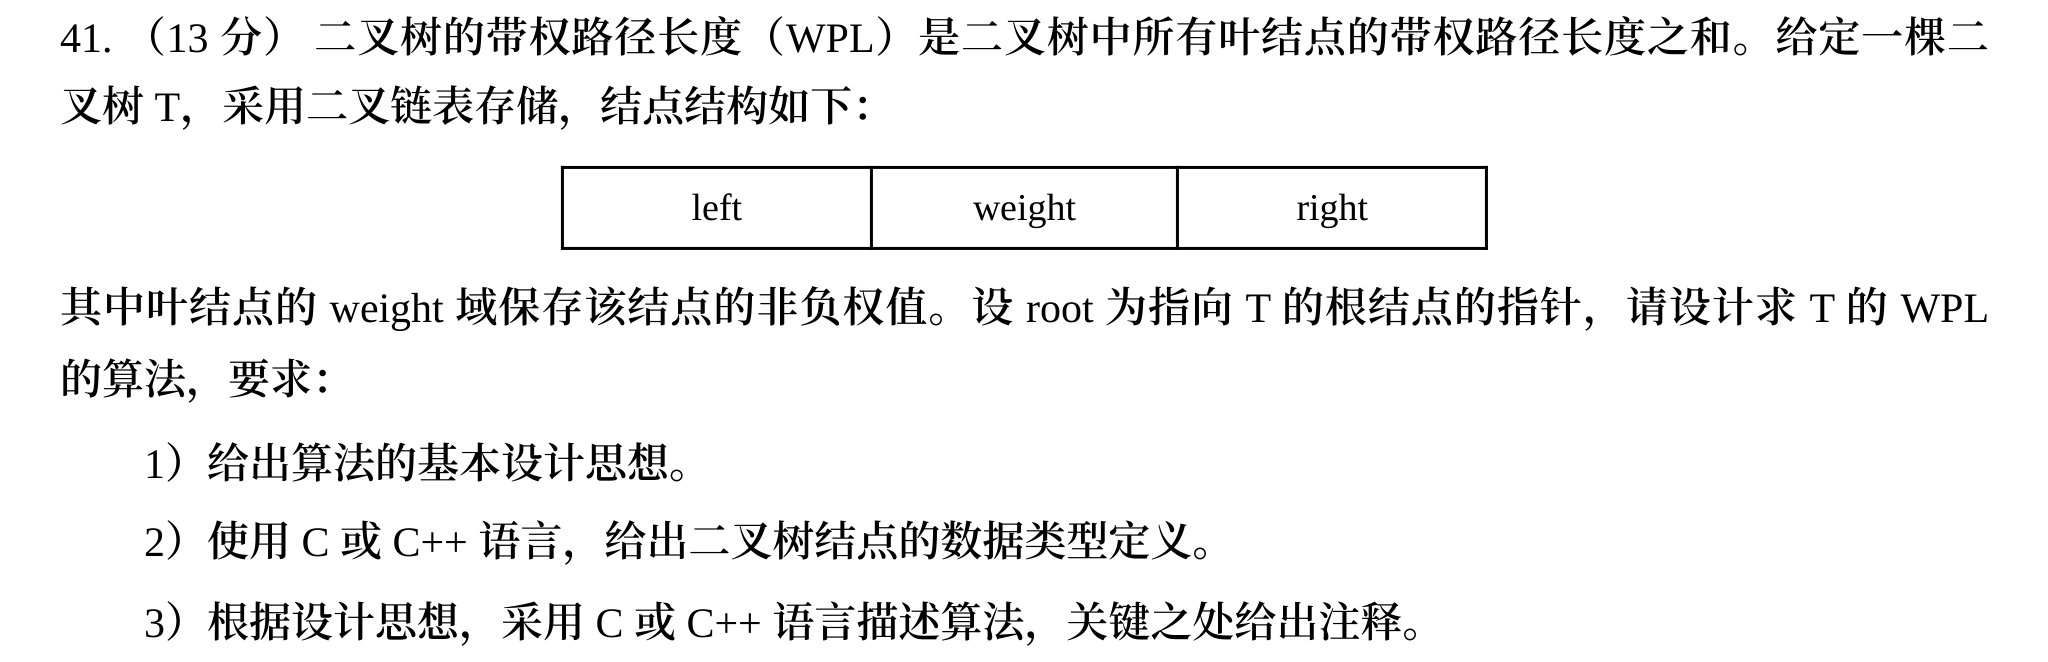 41. （13 分） 二叉树的带权路径长度（WPL）是二叉树中所有叶结点的带权路径长度之和。给定一棵二
叉树 T，采用二叉链表存储，结点结构如下：
left weight right
其中叶结点的 weight 域保存该结点的非负权值。设 root 为指向 T 的根结点的指针，请设计求 T 的 WPL
的算法，要求：
1）给出算法的基本设计思想。
2）使用 C 或 C++ 语言，给出二叉树结点的数据类型定义。
3）根据设计思想，采用 C 或 C++ 语言描述算法，关键之处给出注释。